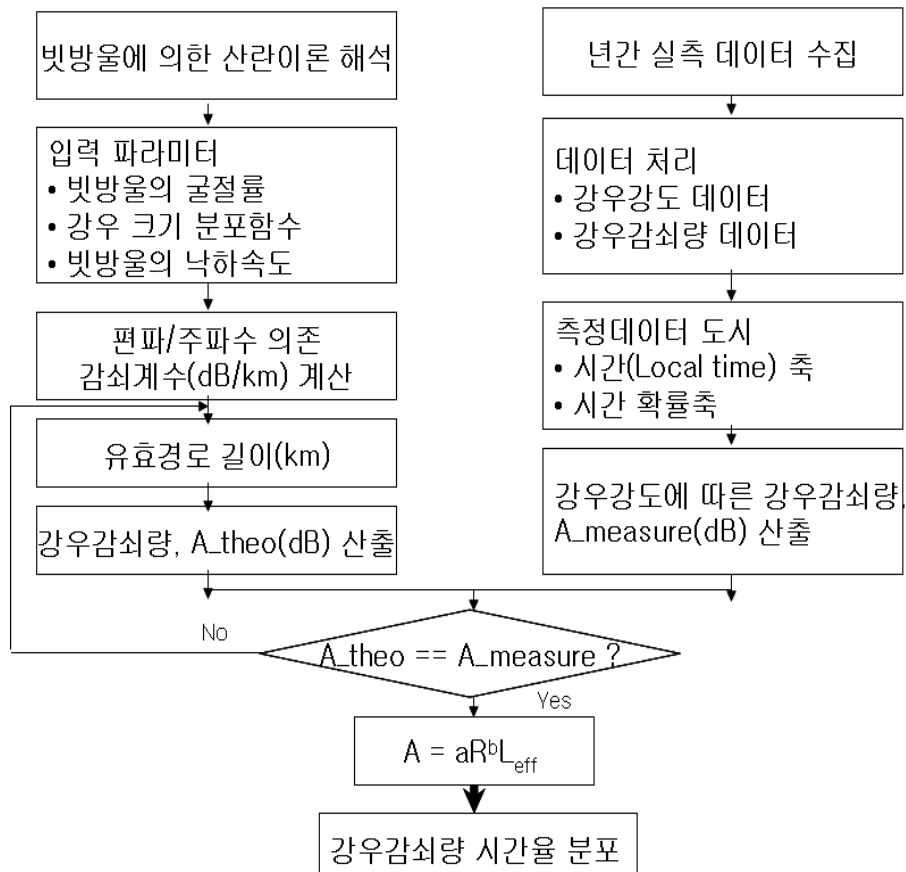 빗방울에 의한 산란이론 해석
입력 파라미터
• 빗방울의 굴절률
• 강우 크기 분포함수
• 빗방울의 낙하속도
편파/주파수 의존
감쇠계수(dB/km) 계산
유효경로 길이(km)
강우감쇠량, A_theo(dB) 산출
년간 실측 데이터 수집
데이터 처리
• 강우강도 데이터
• 강우감쇠량 데이터
측정데이터 도시
• 시간(Local time) 축
• 시간 확률축
강우강도에 따른 강우감쇠량,
A_measure(dB) 산출
No
A_theo == A_measure ?
Yes
A = aRᵇL_eff
강우감쇠량 시간율 분포